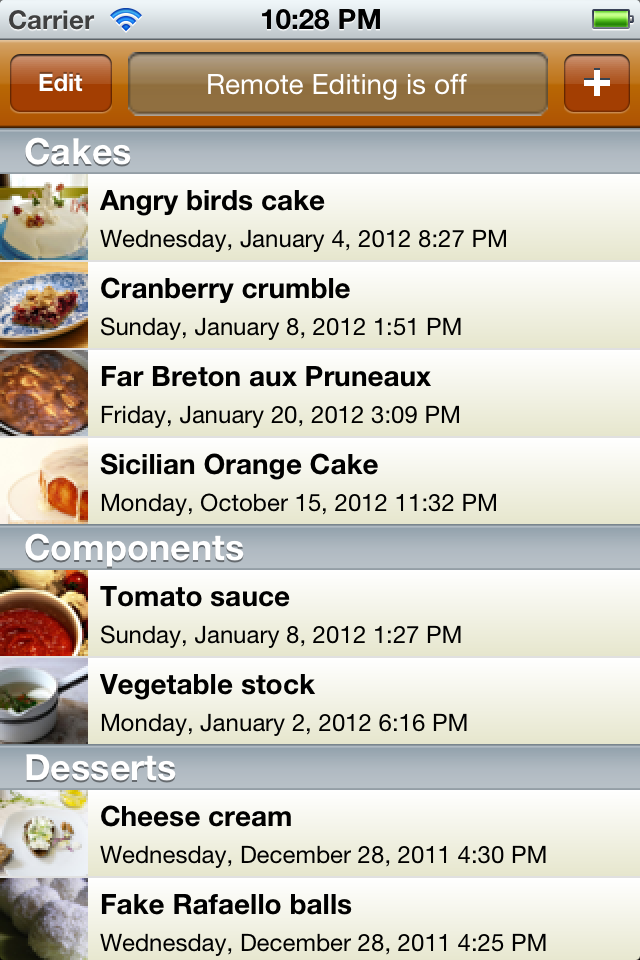 Carrier 10:28 PM
Edit Remote Editing is off +
Cakes
Angry birds cake
Wednesday, January 4, 2012 8:27 PM
Cranberry crumble
Sunday, January 8, 2012 1:51 PM
Far Breton aux Pruneaux
Friday, January 20, 2012 3:09 PM
Sicilian Orange Cake
Monday, October 15, 2012 11:32 PM
Components
Tomato sauce
Sunday, January 8, 2012 1:27 PM
Vegetable stock
Monday, January 2, 2012 6:16 PM
Desserts
Cheese cream
Wednesday, December 28, 2011 4:30 PM
Fake Rafaello balls
Wednesday, December 28, 2011 4:25 PM